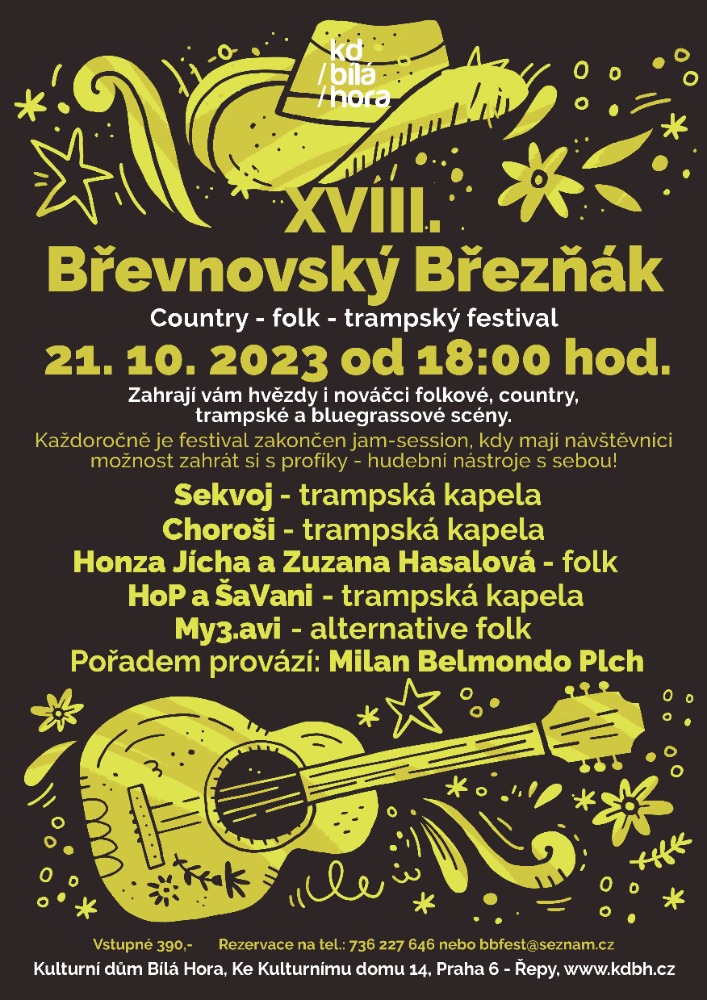 kd
/bílá
/hora
XVIII.
Břevnovský Březňák
Country - folk - trampský festival
21. 10. 2023 od 18:00 hod.
Zahrají vám hvězdy i nováčci folkové, country,
trampské a bluegrassové scény.
Každoročně je festival zakončen jam-session, kdy mají návštěvníci
možnost zahrát si s profíky - hudební nástroje s sebou!
Sekvoj - trampská kapela
Choroši - trampská kapela
Honza Jícha a Zuzana Hasalová - folk
HoP a ŠaVani - trampská kapela
My3.avi - alternative folk
Pořadem provází: Milan Belmondo Plch
Vstupné 390,- Rezervace na tel.: 736 227 646 nebo bbfest@seznam.cz
Kulturní dům Bílá Hora, Ke Kulturnímu domu 14, Praha 6 - Řepy, www.kdbh.cz